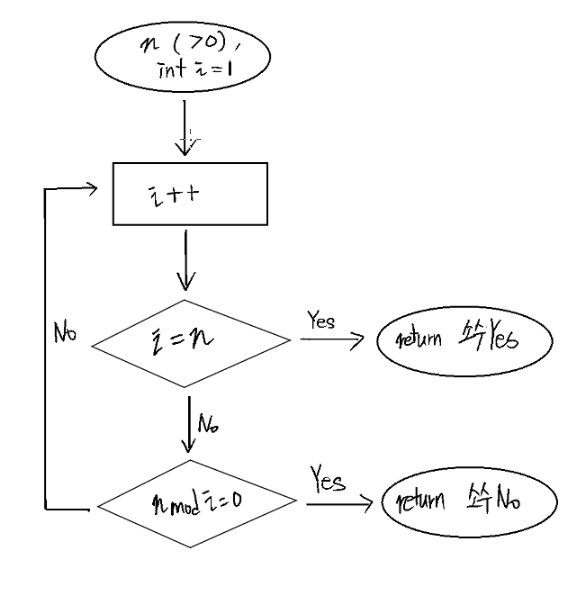 n (>0),
int i=1
i++
i=n
Yes
return 소수Yes
No
No
n mod i=0
Yes
return 소수No